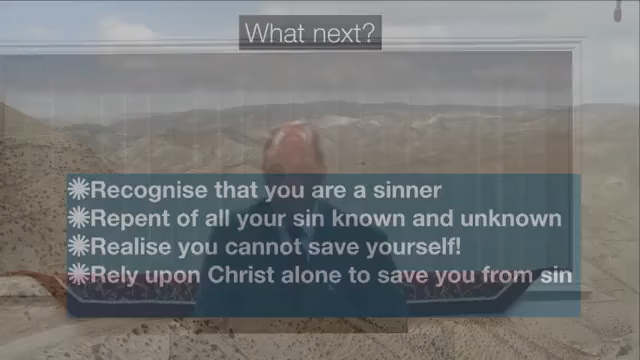 What next?
Recognise that you are a sinner
Repent of all your sin known and unknown
Realise you cannot save yourself!
Rely upon Christ alone to save you from sin